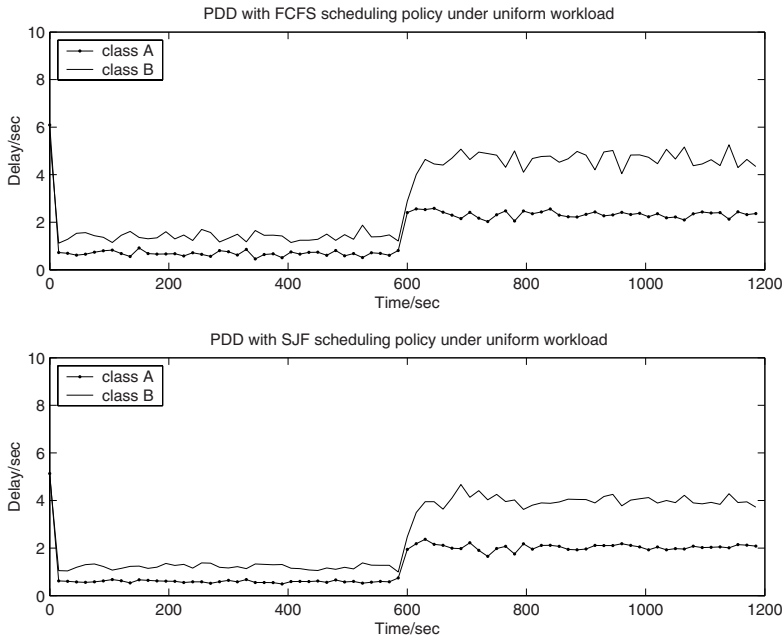 PDD with FCFS scheduling policy under uniform workload
10
8
6
4
2
0
Delay/sec
class A
class B
0 200 400 600 800 1000 1200
Time/sec
PDD with SJF scheduling policy under uniform workload
10
8
6
4
2
0
Delay/sec
class A
class B
0 200 400 600 800 1000 1200
Time/sec